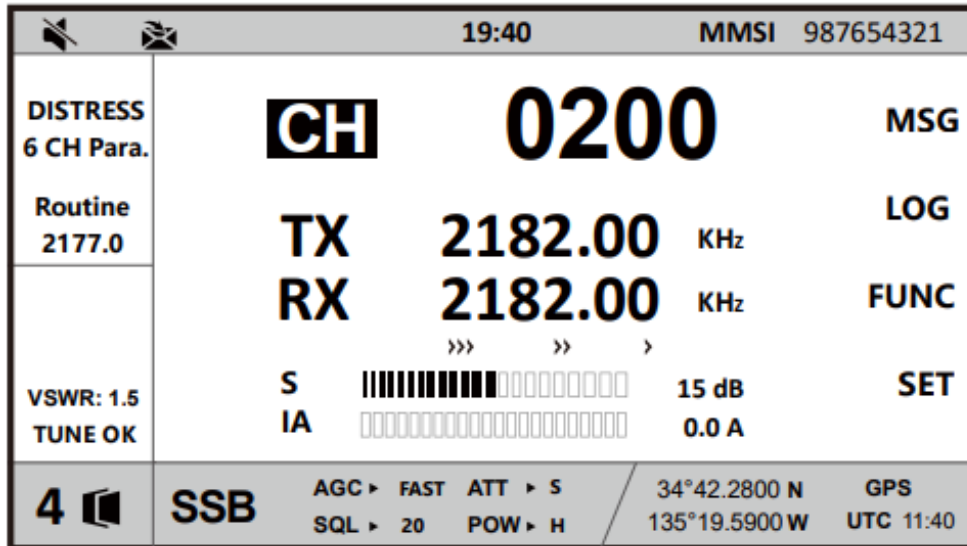 19:40 MMSI 987654321
DISTRESS
6 CH Para.
Routine
2177.0
VSWR: 1.5
TUNE OK
CH 0200
TX 2182.00 KHz
RX 2182.00 KHz
››› ›› ›
S 15 dB
IA 0.0 A
MSG
LOG
FUNC
SET
4 SSB
AGC ▸ FAST ATT ▸ S
SQL ▸ 20 POW ▸ H
34°42.2800 N GPS
135°19.5900 W UTC 11:40